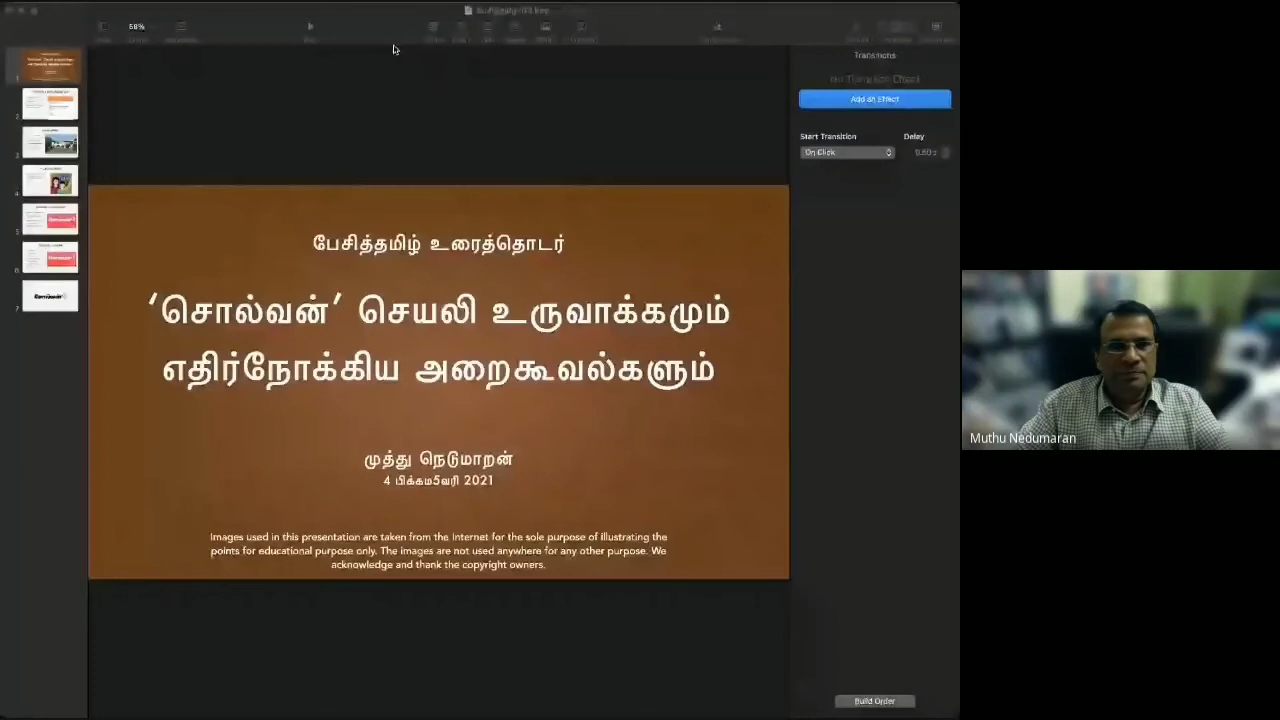 58%
Transitions
Add an Effect
Start Transition
Delay
On Click
பேசித்தமிழ் உரைத்தொடர்
‘சொல்வன்’ செயலி உருவாக்கமும்
எதிர்நோக்கிய அறைகூவல்களும்
முத்து நெடுமாறன்
4 பிக்கம5வரி 2021
Images used in this presentation are taken from the Internet for the sole purpose of illustrating the
points for educational purpose only. The images are not used anywhere for any other purpose. We
acknowledge and thank the copyright owners.
Muthu Nedumaran
Build Order